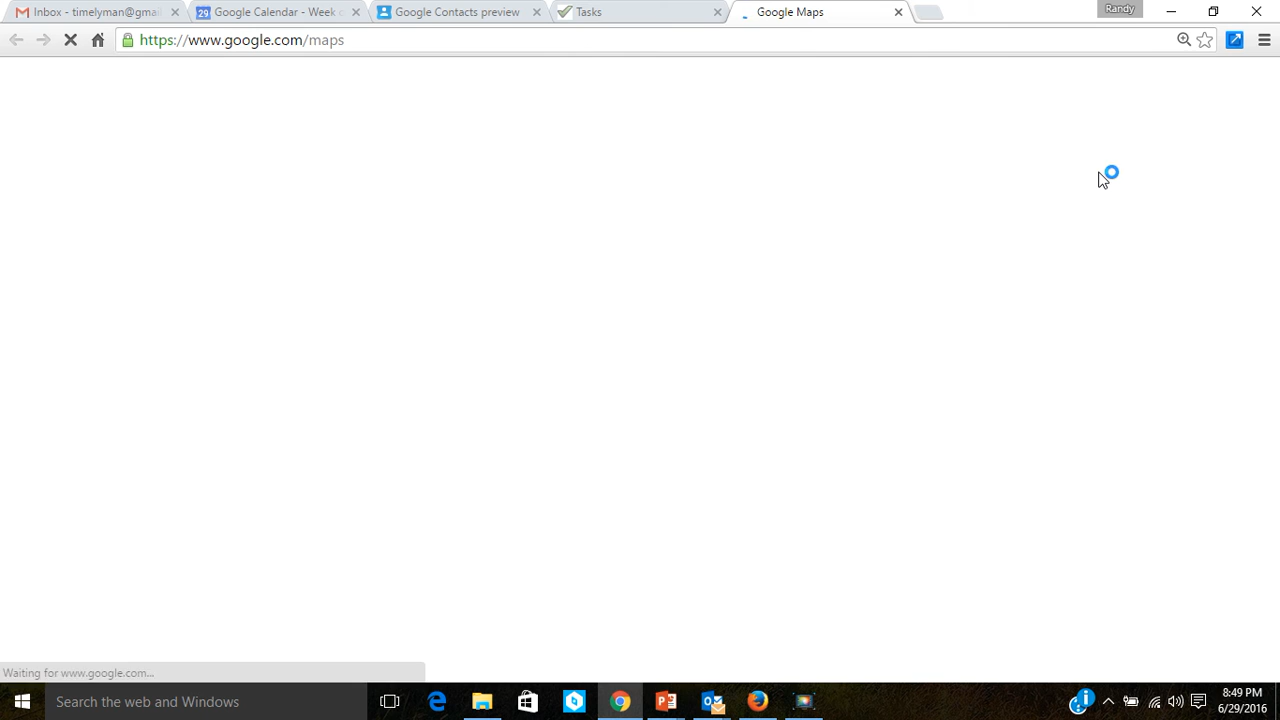 Inbox - timelyman@gmai
Google Calendar - Week o
Google Contacts preview
Tasks
Google Maps
Randy
https://www.google.com/maps
Waiting for www.google.com...
Search the web and Windows
8:49 PM
6/29/2016